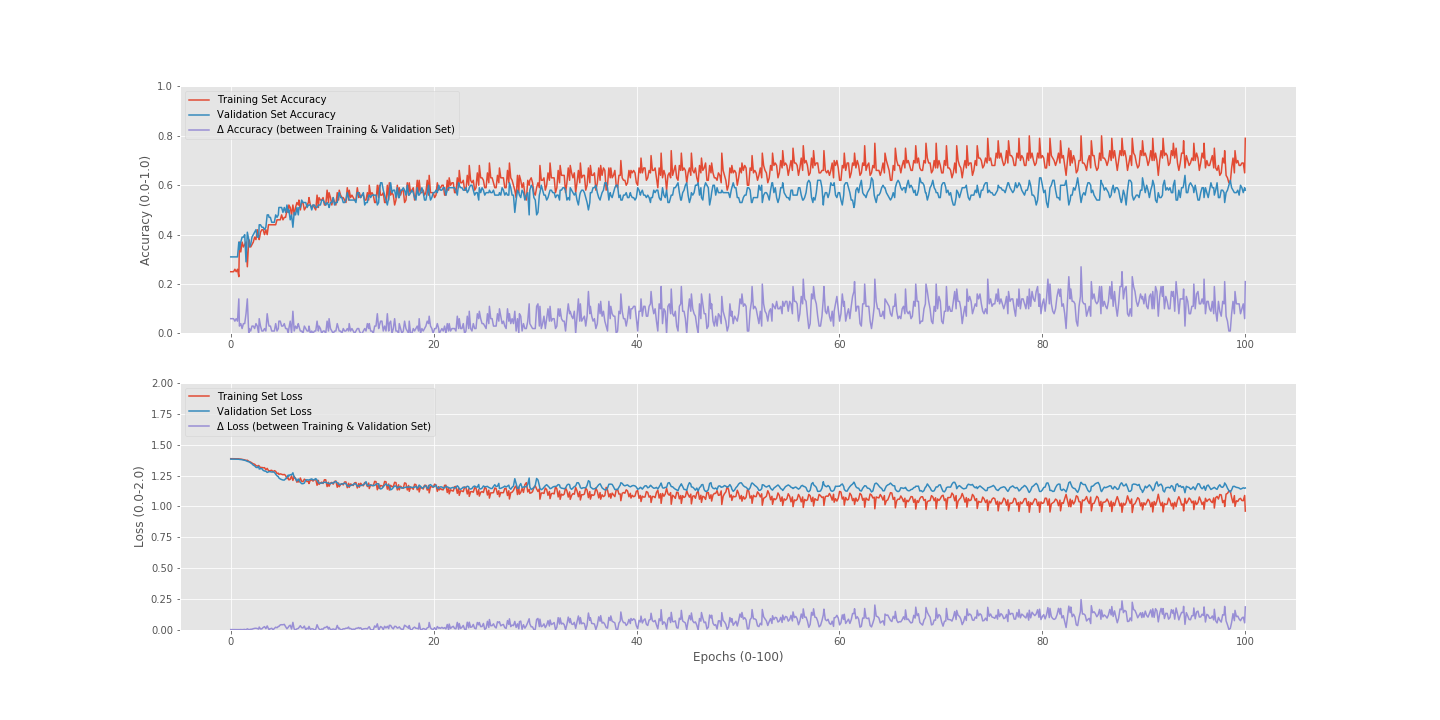 1.0
0.8
0.6
0.4
0.2
0.0
Accuracy (0.0-1.0)
Training Set Accuracy
Validation Set Accuracy
Δ Accuracy (between Training & Validation Set)
0 20 40 60 80 100
2.00
1.75
1.50
1.25
1.00
0.75
0.50
0.25
0.00
Loss (0.0-2.0)
Training Set Loss
Validation Set Loss
Δ Loss (between Training & Validation Set)
0 20 40 60 80 100
Epochs (0-100)